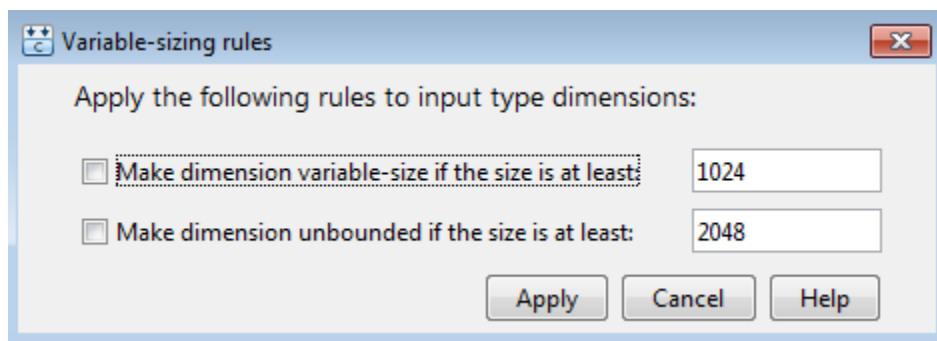 Variable-sizing rules
Apply the following rules to input type dimensions:
Make dimension variable-size if the size is at least: 1024
Make dimension unbounded if the size is at least: 2048
Apply Cancel Help